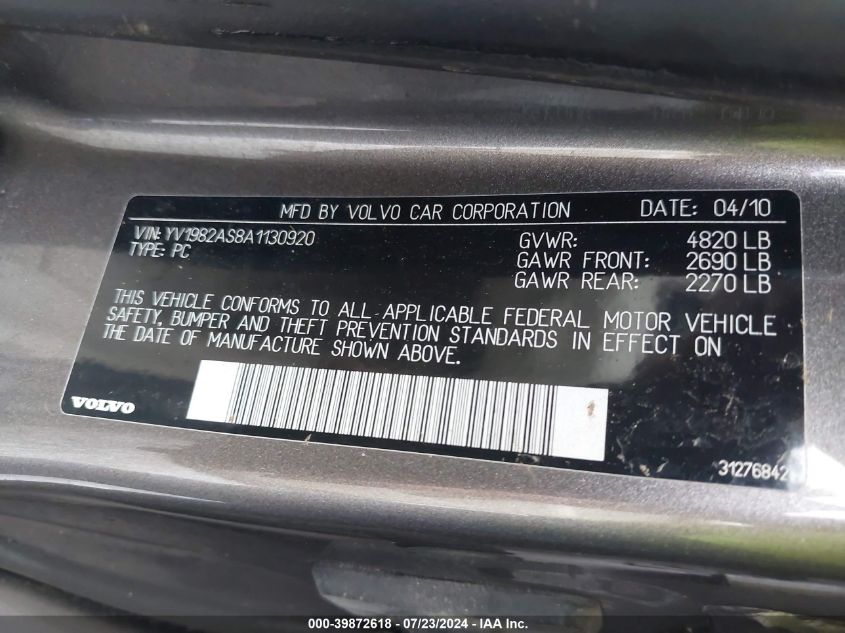 MFD BY VOLVO CAR CORPORATION DATE: 04/10
VIN: YV1982AS8A1130920
TYPE: PC
GVWR: 4820 LB
GAWR FRONT: 2690 LB
GAWR REAR: 2270 LB
THIS VEHICLE CONFORMS TO ALL APPLICABLE FEDERAL MOTOR VEHICLE
SAFETY, BUMPER AND THEFT PREVENTION STANDARDS IN EFFECT ON
THE DATE OF MANUFACTURE SHOWN ABOVE.
VOLVO
31276842
000-39872618 - 07/23/2024 - IAA Inc.